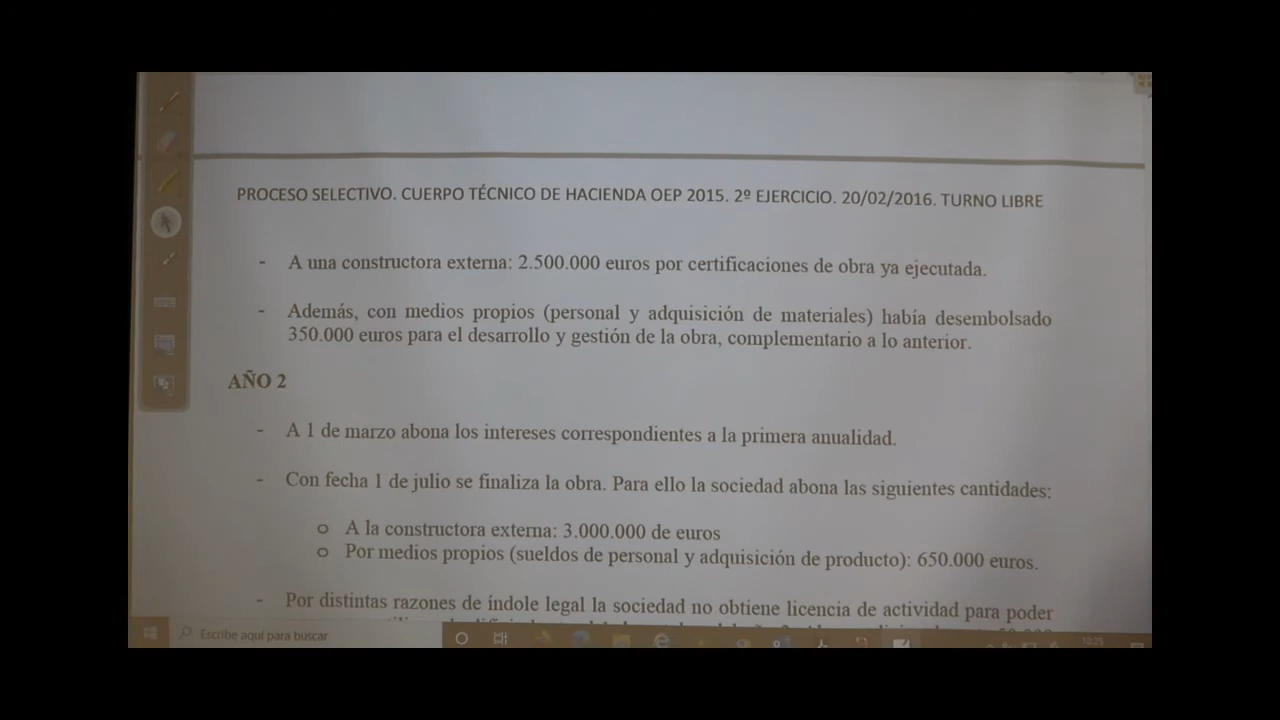 PROCESO SELECTIVO. CUERPO TÉCNICO DE HACIENDA OEP 2015. 2º EJERCICIO. 20/02/2016. TURNO LIBRE
- A una constructora externa: 2.500.000 euros por certificaciones de obra ya ejecutada.
- Además, con medios propios (personal y adquisición de materiales) había desembolsado
350.000 euros para el desarrollo y gestión de la obra, complementario a lo anterior.
AÑO 2
- A 1 de marzo abona los intereses correspondientes a la primera anualidad.
- Con fecha 1 de julio se finaliza la obra. Para ello la sociedad abona las siguientes cantidades:
o A la constructora externa: 3.000.000 de euros
o Por medios propios (sueldos de personal y adquisición de producto): 650.000 euros.
- Por distintas razones de índole legal la sociedad no obtiene licencia de actividad para poder
Escribe aquí para buscar
10:25